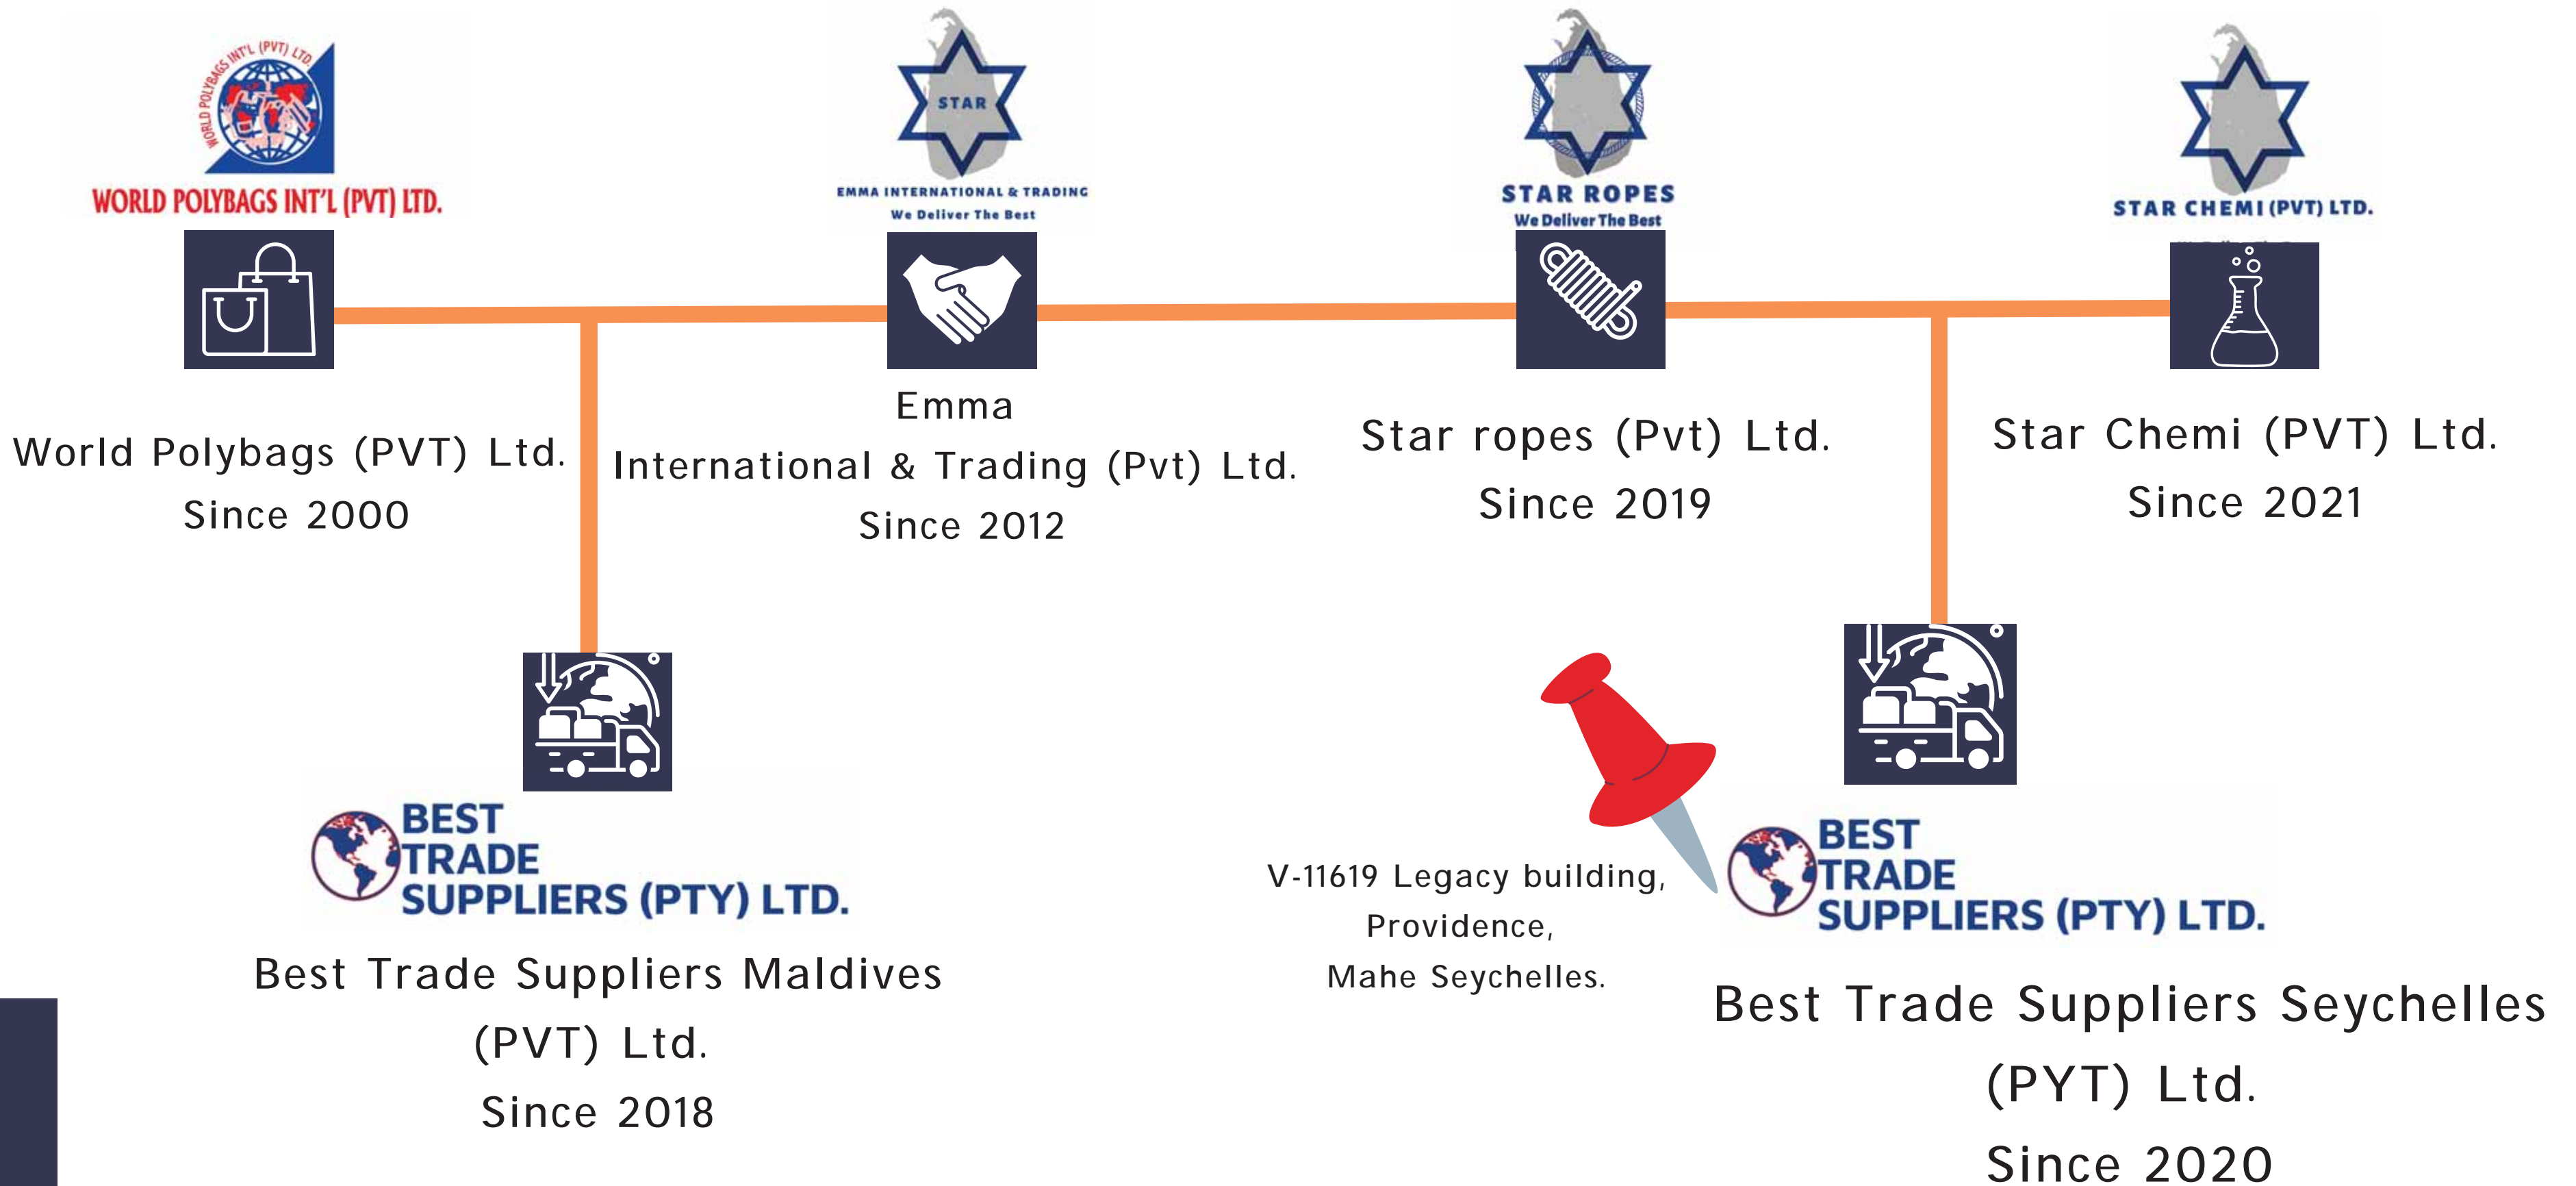 WORLD POLYBAGS INT'L (PVT) LTD.
WORLD POLYBAGS INT'L (PVT) LTD.
World Polybags (PVT) Ltd.
Since 2000
STAR
EMMA INTERNATIONAL & TRADING
We Deliver The Best
Emma
International & Trading (Pvt) Ltd.
Since 2012
STAR ROPES
We Deliver The Best
Star ropes (Pvt) Ltd.
Since 2019
STAR CHEMI (PVT) LTD.
Star Chemi (PVT) Ltd.
Since 2021
BEST
TRADE
SUPPLIERS (PTY) LTD.
Best Trade Suppliers Maldives
(PVT) Ltd.
Since 2018
V-11619 Legacy building,
Providence,
Mahe Seychelles.
BEST
TRADE
SUPPLIERS (PTY) LTD.
Best Trade Suppliers Seychelles
(PYT) Ltd.
Since 2020